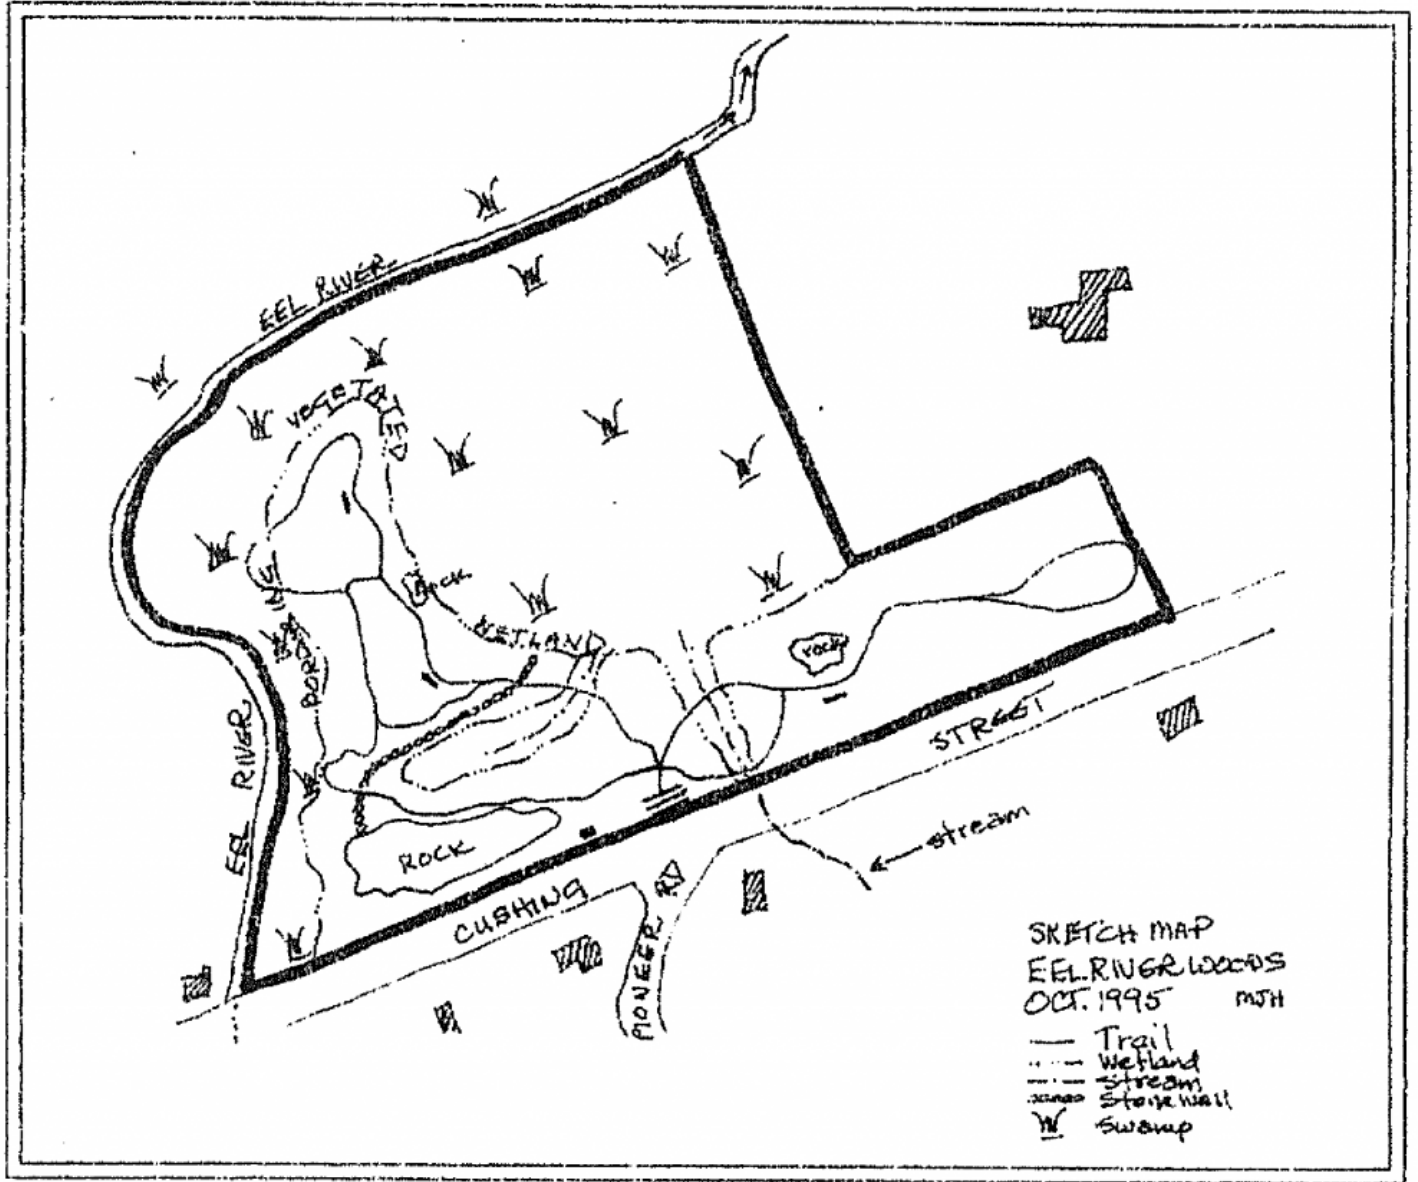 EEL RIVER
VEGETATED
ROCK
WETLAND
BORDERING
rock
EEL RIVER
ROCK
STREET
CUSHING
stream
PIONEER RD
SKETCH MAP
EEL RIVER WOODS
OCT. 1995 MJH
Trail
Wetland
Stream
Stone wall
Swamp